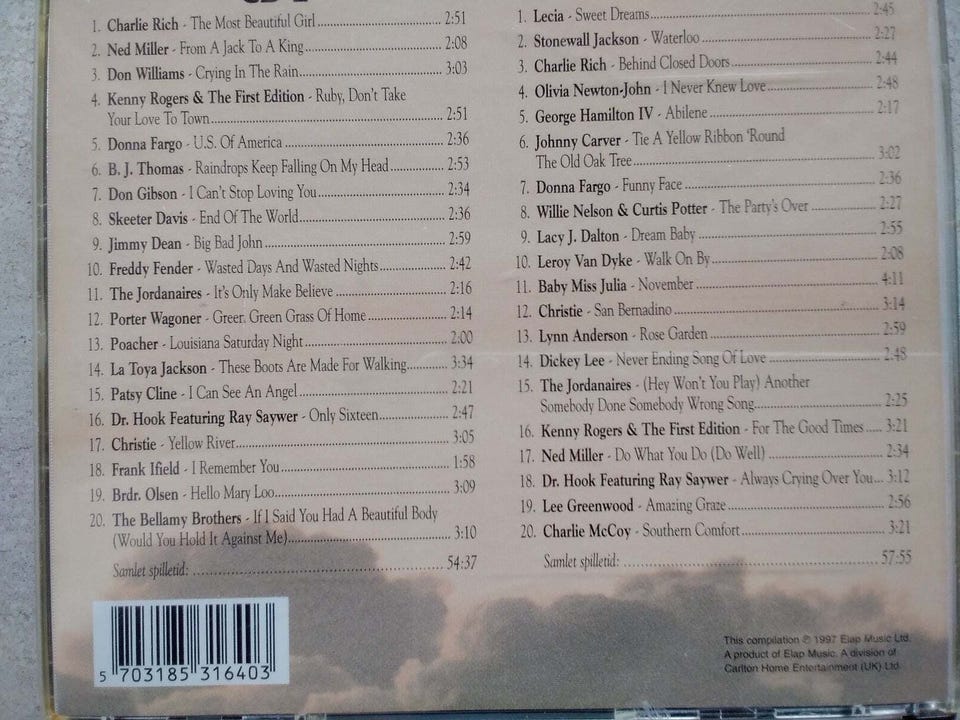 1. Charlie Rich - The Most Beautiful Girl 2:51
2. Ned Miller - From A Jack To A King 2:08
3. Don Williams - Crying In The Rain 3:03
4. Kenny Rogers & The First Edition - Ruby, Don't Take
Your Love To Town 2:51
5. Donna Fargo - U.S. Of America 2:36
6. B. J. Thomas - Raindrops Keep Falling On My Head 2:53
7. Don Gibson - I Can't Stop Loving You 2:34
8. Skeeter Davis - End Of The World 2:36
9. Jimmy Dean - Big Bad John 2:59
10. Freddy Fender - Wasted Days And Wasted Nights 2:42
11. The Jordanaires - It's Only Make Believe 2:16
12. Porter Wagoner - Greer, Green Grass Of Home 2:14
13. Poacher - Louisiana Saturday Night 2:00
14. La Toya Jackson - These Boots Are Made For Walking 3:34
15. Patsy Cline - I Can See An Angel 2:21
16. Dr. Hook Featuring Ray Saywer - Only Sixteen 2:47
17. Christie - Yellow River 3:05
18. Frank Ifield - I Remember You 1:58
19. Brdr. Olsen - Hello Mary Loo 3:09
20. The Bellamy Brothers - If I Said You Had A Beautiful Body
(Would You Hold It Against Me) 3:10
Samlet spilletid: 54:37
1. Lecia - Sweet Dreams 2:45
2. Stonewall Jackson - Waterloo 2:27
3. Charlie Rich - Behind Closed Doors 2:44
4. Olivia Newton-John - I Never Knew Love 2:48
5. George Hamilton IV - Abilene 2:17
6. Johnny Carver - Tie A Yellow Ribbon 'Round
The Old Oak Tree 3:02
7. Donna Fargo - Funny Face 2:36
8. Willie Nelson & Curtis Potter - The Party's Over 2:27
9. Lacy J. Dalton - Dream Baby 2:55
10. Leroy Van Dyke - Walk On By 2:08
11. Baby Miss Julia - November 4:11
12. Christie - San Bernadino 3:14
13. Lynn Anderson - Rose Garden 2:59
14. Dickey Lee - Never Ending Song Of Love 2:48
15. The Jordanaires - (Hey Won't You Play) Another
Somebody Done Somebody Wrong Song 2:25
16. Kenny Rogers & The First Edition - For The Good Times 3:21
17. Ned Miller - Do What You Do (Do Well) 2:34
18. Dr. Hook Featuring Ray Saywer - Always Crying Over You 3:12
19. Lee Greenwood - Amazing Graze 2:56
20. Charlie McCoy - Southern Comfort 3:21
Samlet spilletid: 57:55
5 703185 316403
This compilation ℗ 1997 Elap Music Ltd.
A product of Elap Music. A division of
Carlton Home Entertainment (UK) Ltd